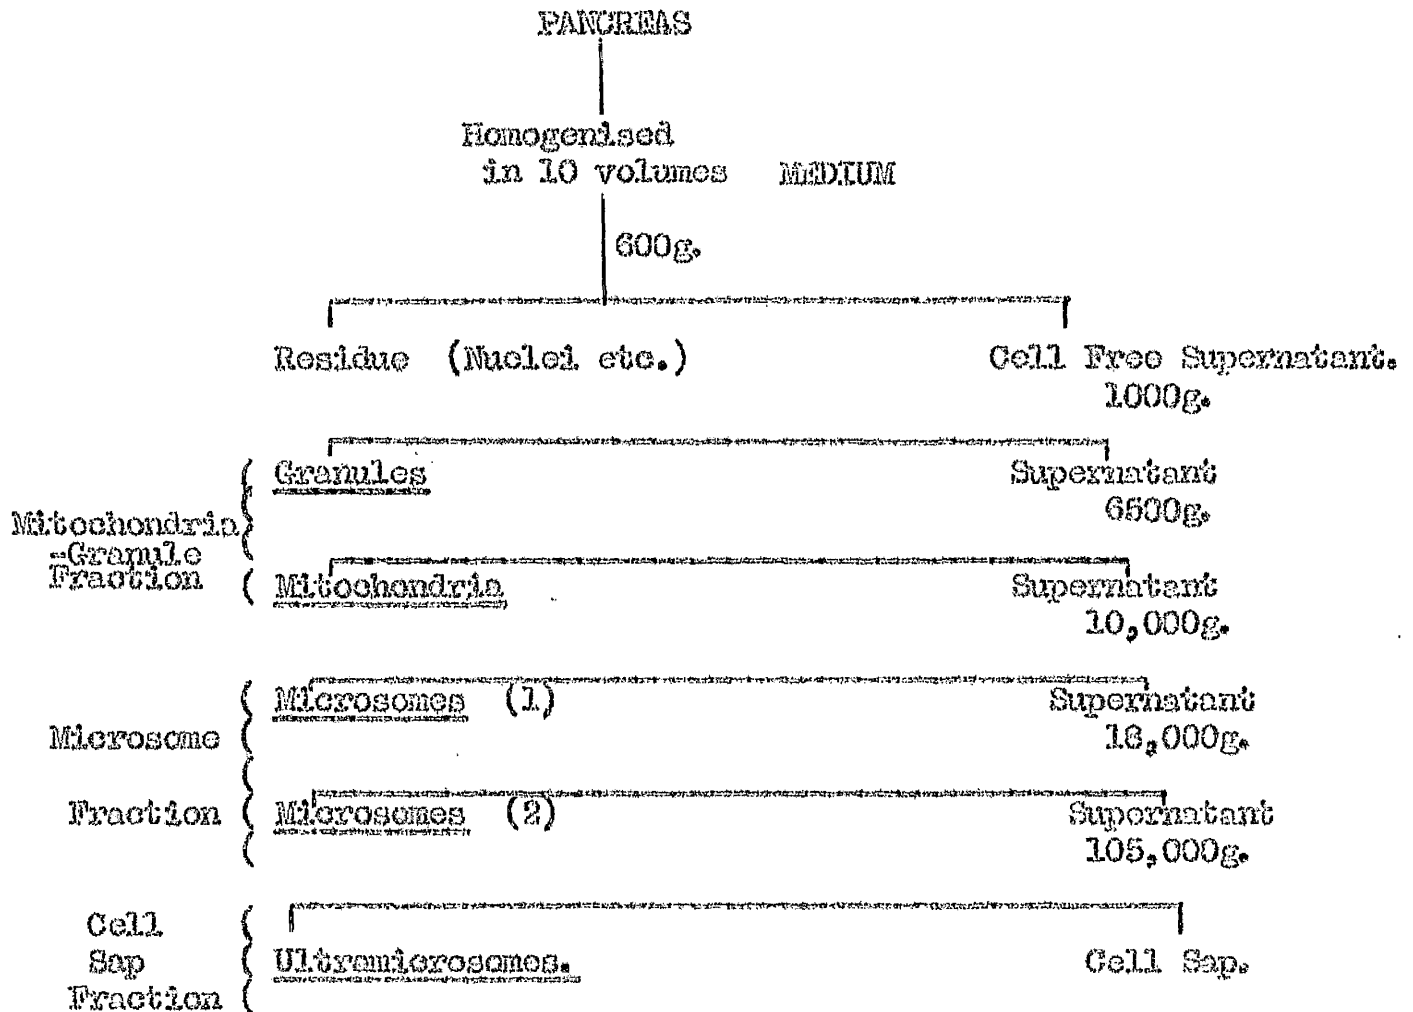 PANCREAS
Homogenised
in 10 volumes MEDIUM
600g.
Residue (Nuclei etc.) Cell Free Supernatant.
1000g.
Granules Supernatant
6500g.
Mitochondria
-Granule
Fraction
Mitochondria Supernatant
10,000g.
Microsomes (1) Supernatant
18,000g.
Microsome
Fraction
Microsomes (2) Supernatant
105,000g.
Cell
Sap
Fraction
Ultramicrosomes. Cell Sap.